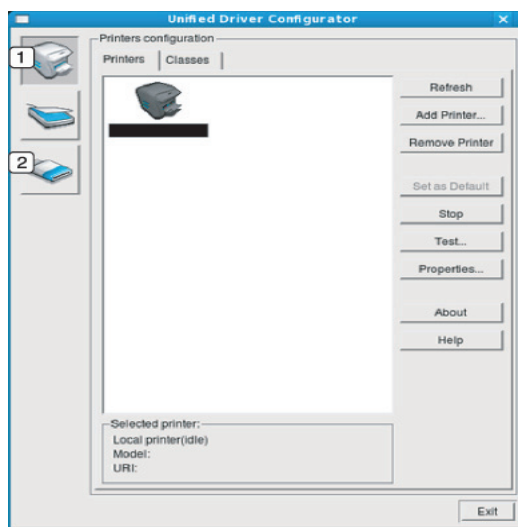 Unified Driver Configurator
1
2
Printers configuration
Printers
Classes
Refresh
Add Printer...
Remove Printer
Set as Default
Stop
Test...
Properties...
About
Help
Selected printer:
Local printer(idle)
Model:
URI:
Exit